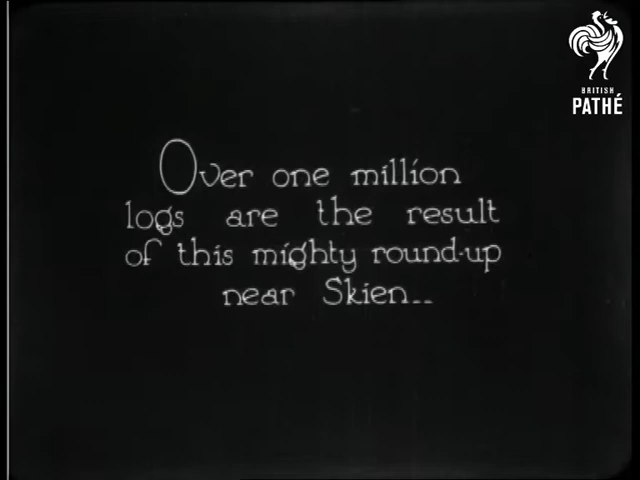 BRITISH
PATHÉ
Over one million
logs are the result
of this mighty round-up
near Skien..